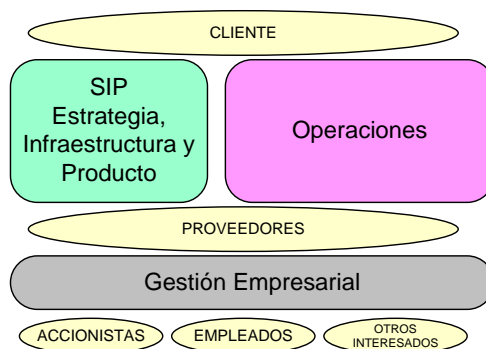 CLIENTE
SIP
Estrategia,
Infraestructura y
Producto
Operaciones
PROVEEDORES
Gestión Empresarial
ACCIONISTAS
EMPLEADOS
OTROS
INTERESADOS